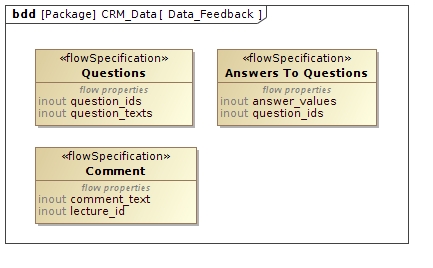 bdd [Package] CRM_Data[ Data_Feedback ]
«flowSpecification»
Questions
flow properties
inout question_ids
inout question_texts
«flowSpecification»
Answers To Questions
flow properties
inout answer_values
inout question_ids
«flowSpecification»
Comment
flow properties
inout comment_text
inout lecture_id